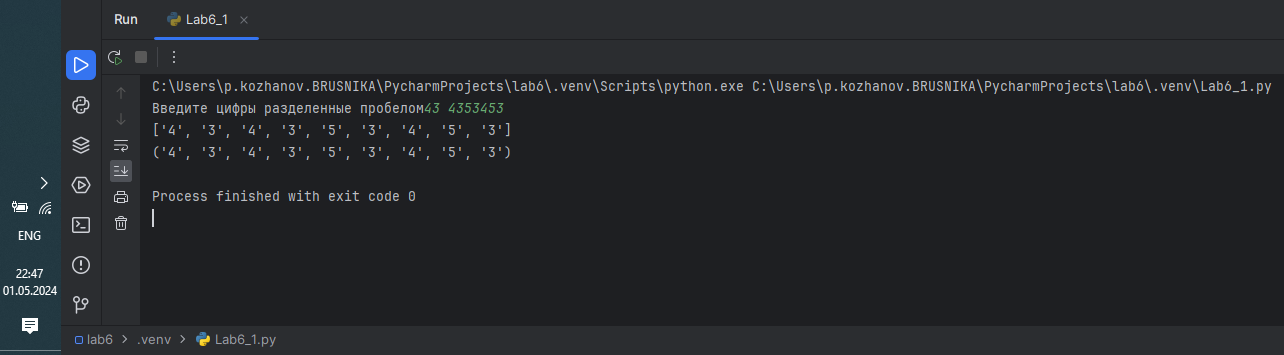 Run Lab6_1
C:\Users\p.kozhanov.BRUSNIKA\PycharmProjects\lab6\.venv\Scripts\python.exe C:\Users\p.kozhanov.BRUSNIKA\PycharmProjects\lab6\.venv\Lab6_1.py
Введите цифры разделенные пробелом43 4353453
['4', '3', '4', '3', '5', '3', '4', '5', '3']
('4', '3', '4', '3', '5', '3', '4', '5', '3')
Process finished with exit code 0
ENG
22:47
01.05.2024
lab6 > .venv > Lab6_1.py